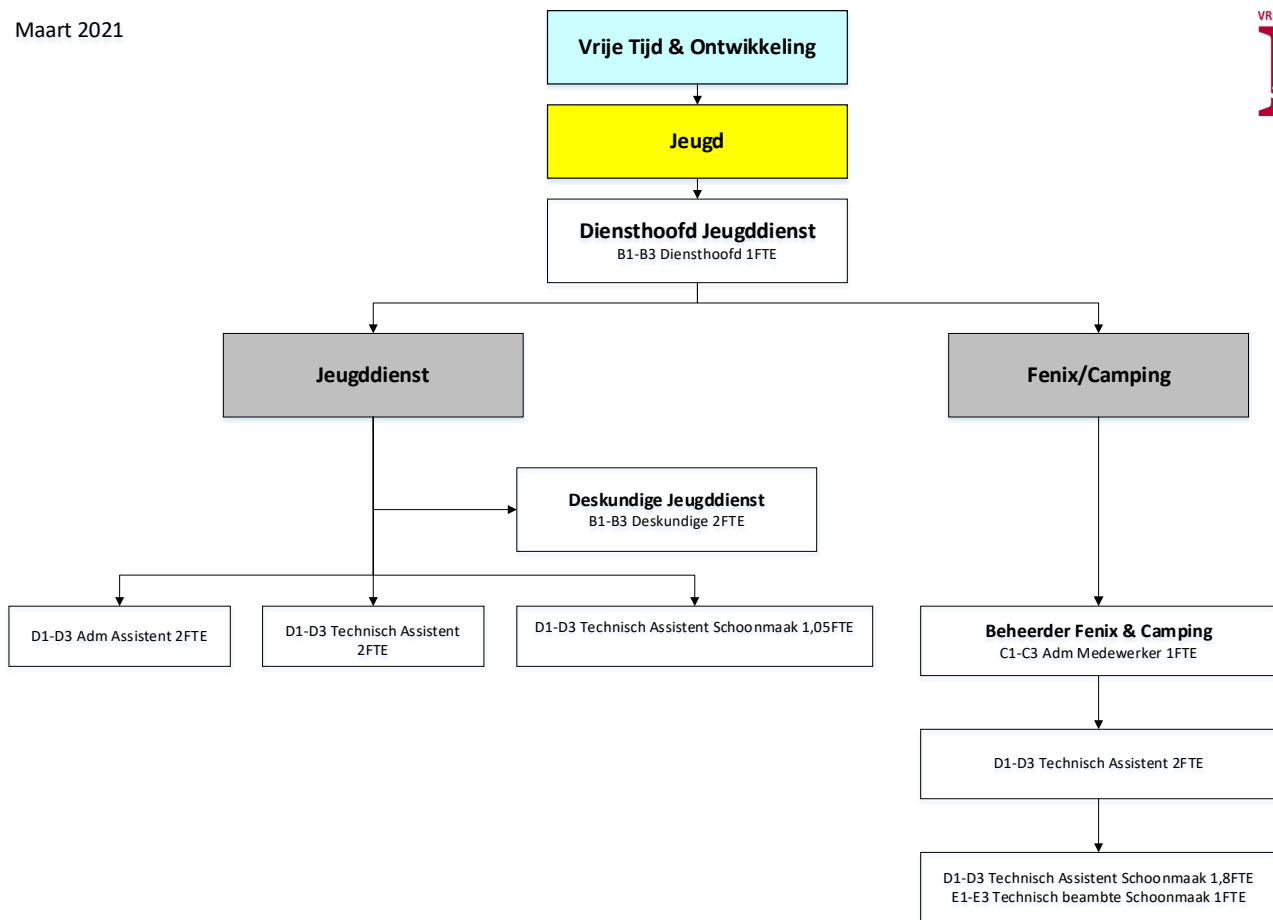 Maart 2021
VR
Vrije Tijd & Ontwikkeling
Jeugd
Diensthoofd Jeugddienst
B1-B3 Diensthoofd 1FTE
Jeugddienst
Fenix/Camping
Deskundige Jeugddienst
B1-B3 Deskundige 2FTE
D1-D3 Adm Assistent 2FTE
D1-D3 Technisch Assistent
2FTE
D1-D3 Technisch Assistent Schoonmaak 1,05FTE
Beheerder Fenix & Camping
C1-C3 Adm Medewerker 1FTE
D1-D3 Technisch Assistent 2FTE
D1-D3 Technisch Assistent Schoonmaak 1,8FTE
E1-E3 Technisch beambte Schoonmaak 1FTE